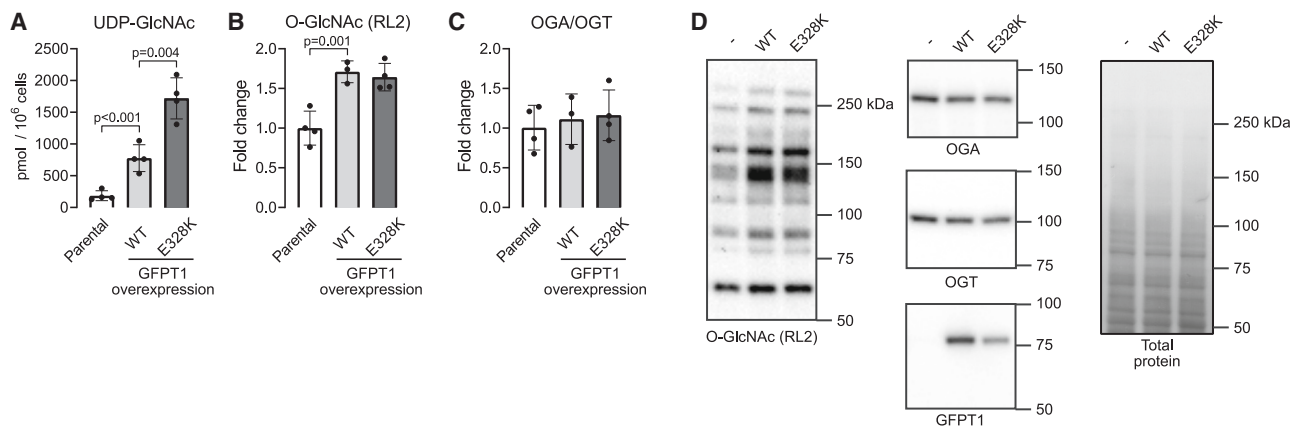 A
UDP-GlcNAc
pmol / 10⁶ cells
2500
2000
1500
1000
500
0
p=0.004
p<0.001
Parental
WT
E328K
GFPT1
overexpression
B
O-GlcNAc (RL2)
Fold change
2.0
1.5
1.0
0.5
0.0
p=0.001
Parental
WT
E328K
GFPT1
overexpression
C
OGA/OGT
Fold change
2.0
1.5
1.0
0.5
0.0
Parental
WT
E328K
GFPT1
overexpression
D
- WT E328K
250 kDa
150
100
75
50
O-GlcNAc (RL2)
- WT E328K
150
100
OGA
150
100
75
OGT
100
75
50
GFPT1
- WT E328K
250 kDa
150
100
75
50
Total
protein